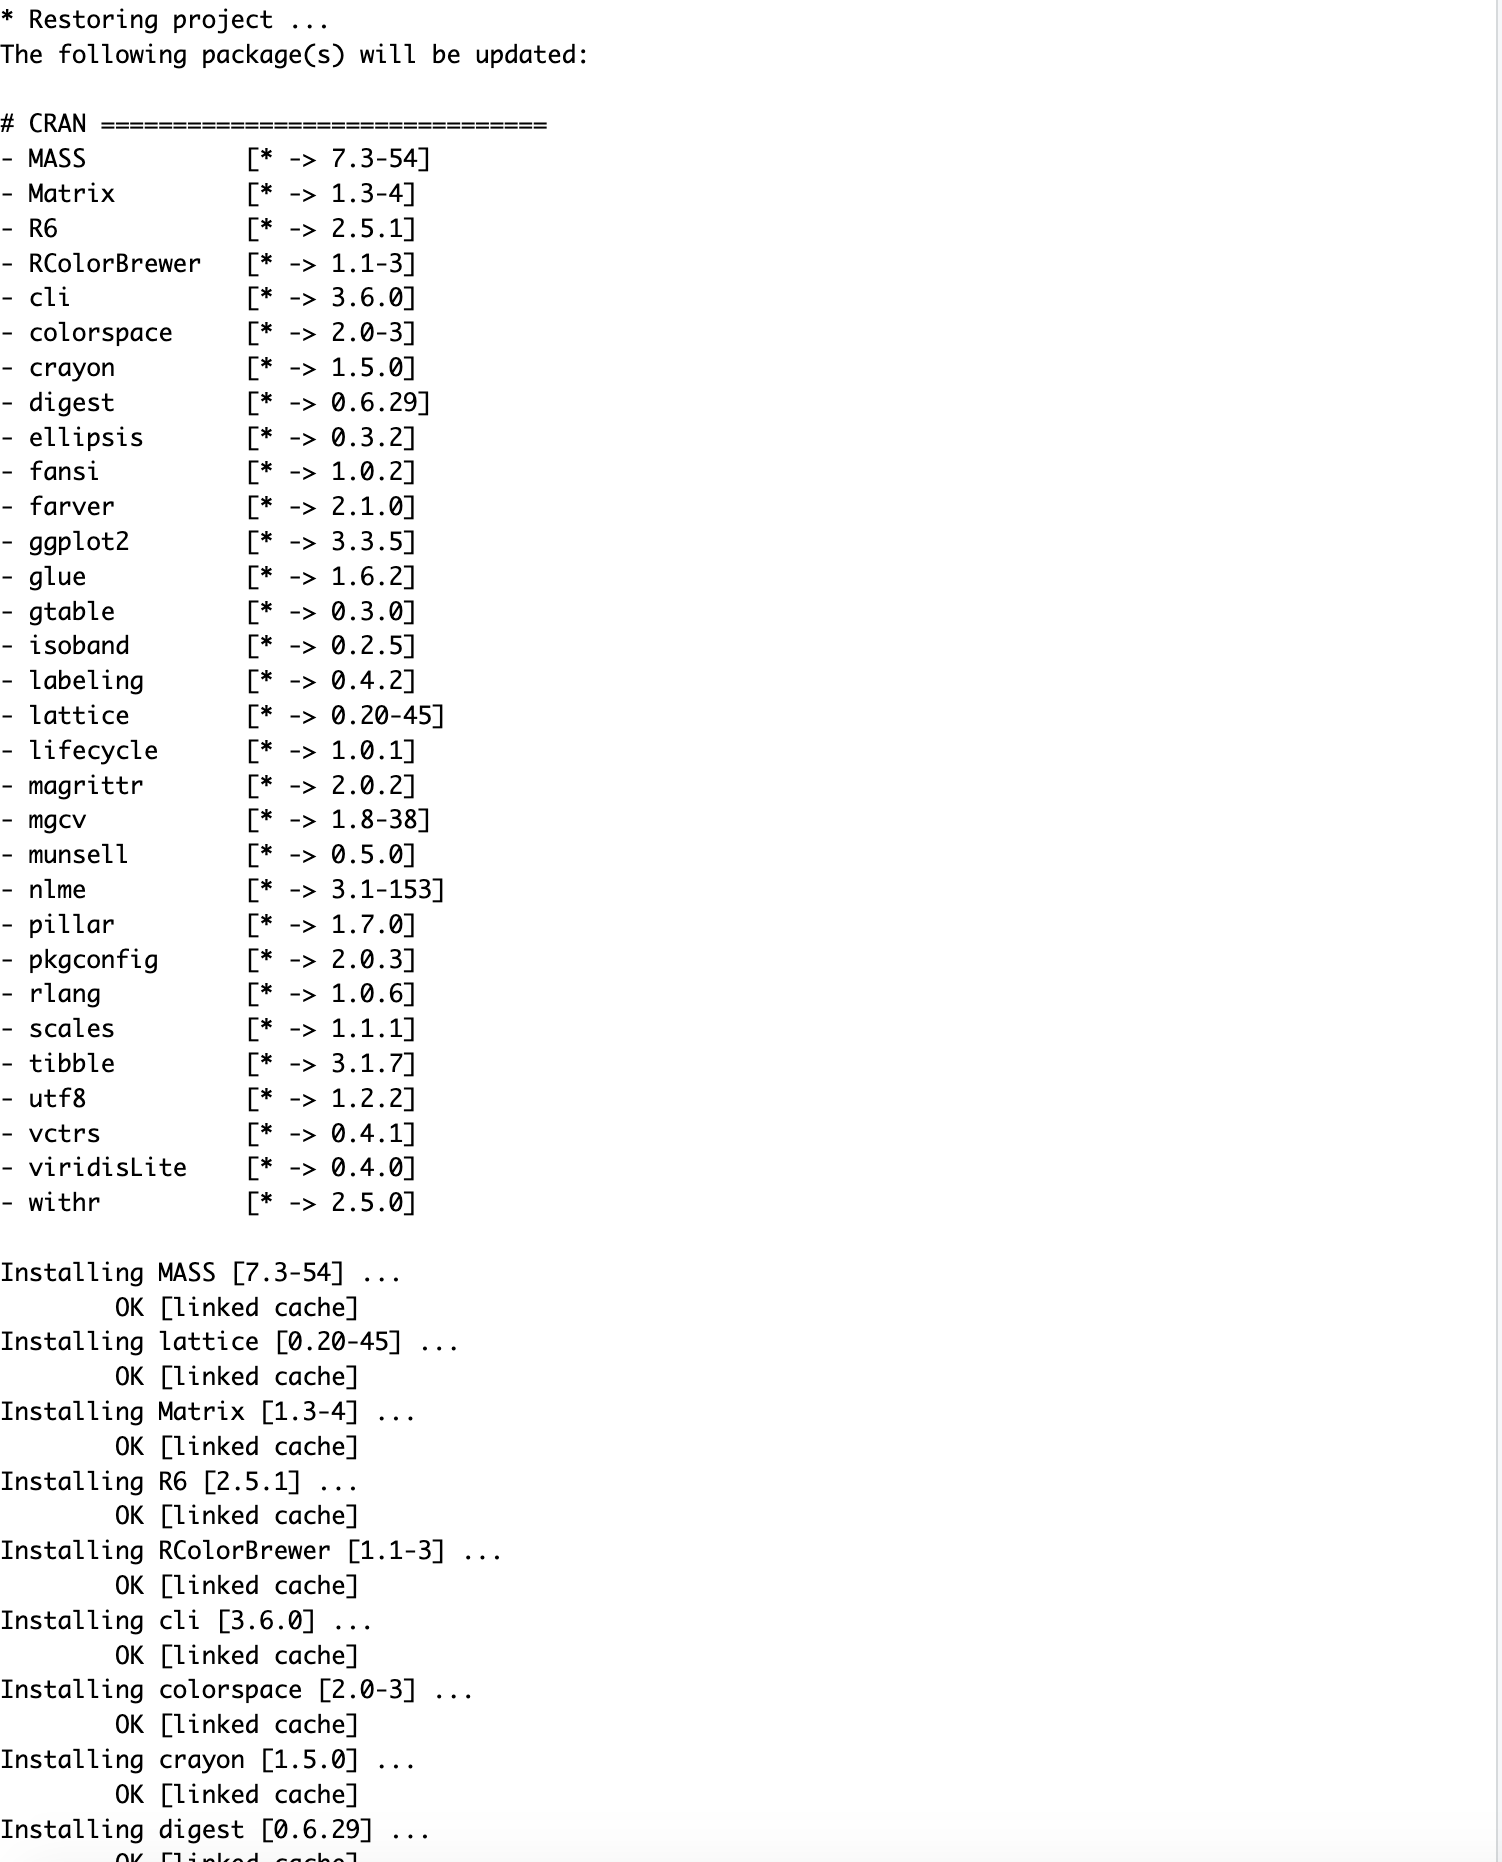 * Restoring project ...
The following package(s) will be updated:
# CRAN ===============================
- MASS           [* -> 7.3-54]
- Matrix         [* -> 1.3-4]
- R6             [* -> 2.5.1]
- RColorBrewer   [* -> 1.1-3]
- cli            [* -> 3.6.0]
- colorspace     [* -> 2.0-3]
- crayon         [* -> 1.5.0]
- digest         [* -> 0.6.29]
- ellipsis       [* -> 0.3.2]
- fansi          [* -> 1.0.2]
- farver         [* -> 2.1.0]
- ggplot2        [* -> 3.3.5]
- glue           [* -> 1.6.2]
- gtable         [* -> 0.3.0]
- isoband        [* -> 0.2.5]
- labeling       [* -> 0.4.2]
- lattice        [* -> 0.20-45]
- lifecycle      [* -> 1.0.1]
- magrittr       [* -> 2.0.2]
- mgcv           [* -> 1.8-38]
- munsell        [* -> 0.5.0]
- nlme           [* -> 3.1-153]
- pillar         [* -> 1.7.0]
- pkgconfig      [* -> 2.0.3]
- rlang          [* -> 1.0.6]
- scales         [* -> 1.1.1]
- tibble         [* -> 3.1.7]
- utf8           [* -> 1.2.2]
- vctrs          [* -> 0.4.1]
- viridisLite    [* -> 0.4.0]
- withr          [* -> 2.5.0]
Installing MASS [7.3-54] ...
        OK [linked cache]
Installing lattice [0.20-45] ...
        OK [linked cache]
Installing Matrix [1.3-4] ...
        OK [linked cache]
Installing R6 [2.5.1] ...
        OK [linked cache]
Installing RColorBrewer [1.1-3] ...
        OK [linked cache]
Installing cli [3.6.0] ...
        OK [linked cache]
Installing colorspace [2.0-3] ...
        OK [linked cache]
Installing crayon [1.5.0] ...
        OK [linked cache]
Installing digest [0.6.29] ...
        OK [linked cache]